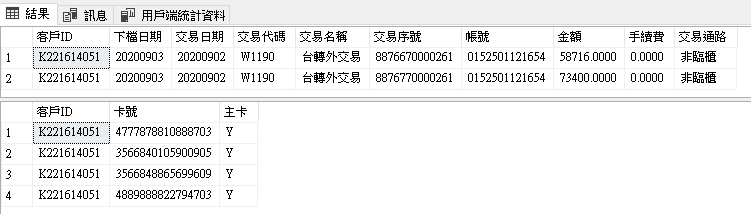 結果 訊息 用戶端統計資料
客戶ID 下檔日期 交易日期 交易代碼 交易名稱 交易序號 帳號 金額 手續費 交易通路
1 K221614051 20200903 20200902 W1190 台轉外交易 8876670000261 0152501121654 58716.0000 0.0000 非臨櫃
2 K221614051 20200903 20200902 W1190 台轉外交易 8876770000261 0152501121654 73400.0000 0.0000 非臨櫃
客戶ID 卡號 主卡
1 K221614051 4777878810888703 Y
2 K221614051 3566840105900905 Y
3 K221614051 3566848865699609 Y
4 K221614051 4889888822794703 Y